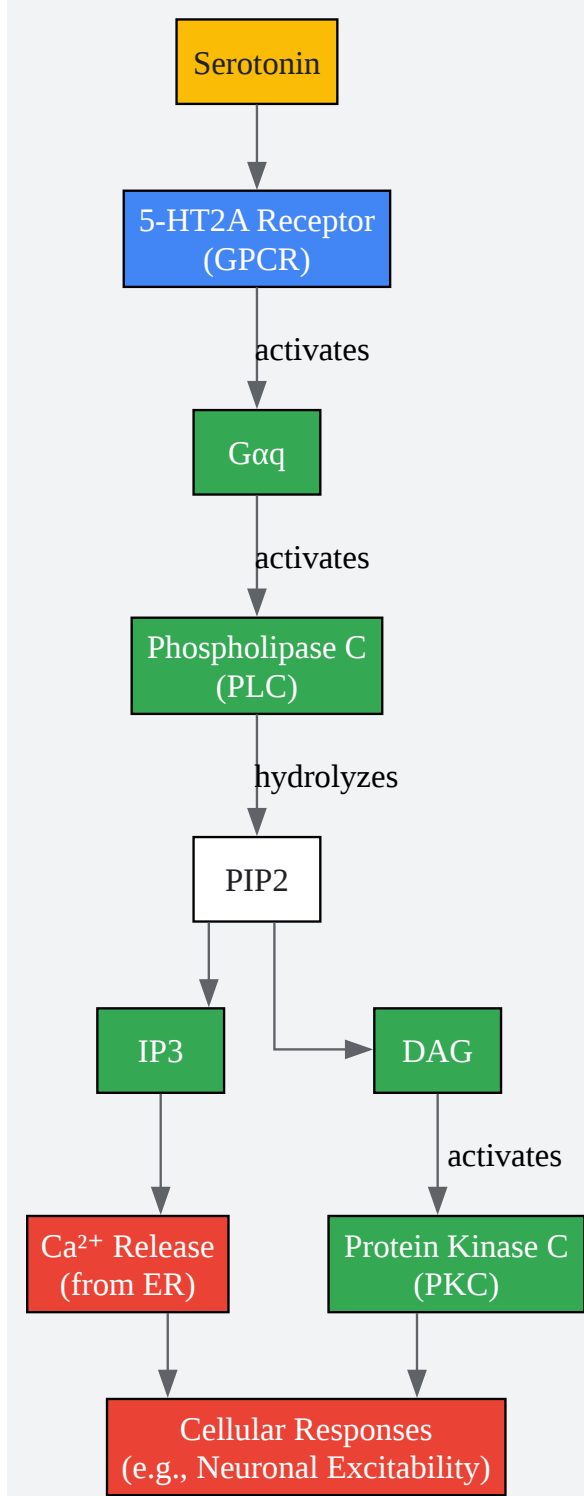 Serotonin
5-HT2A Receptor
(GPCR)
activates
Gαq
activates
Phospholipase C
(PLC)
hydrolyzes
PIP2
IP3
DAG
activates
Ca²⁺ Release
(from ER)
Protein Kinase C
(PKC)
Cellular Responses
(e.g., Neuronal Excitability)